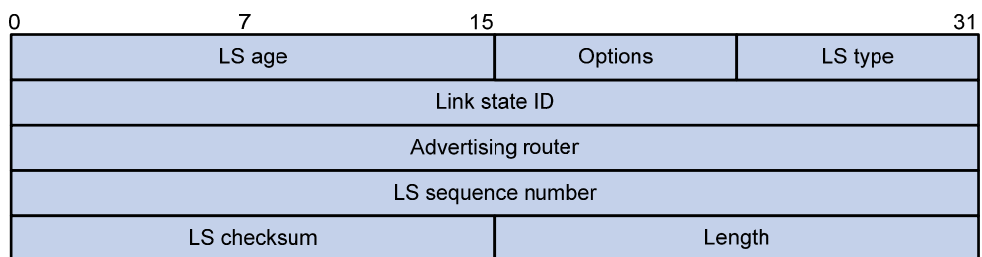 0 7 15 31
LS age Options LS type
Link state ID
Advertising router
LS sequence number
LS checksum Length